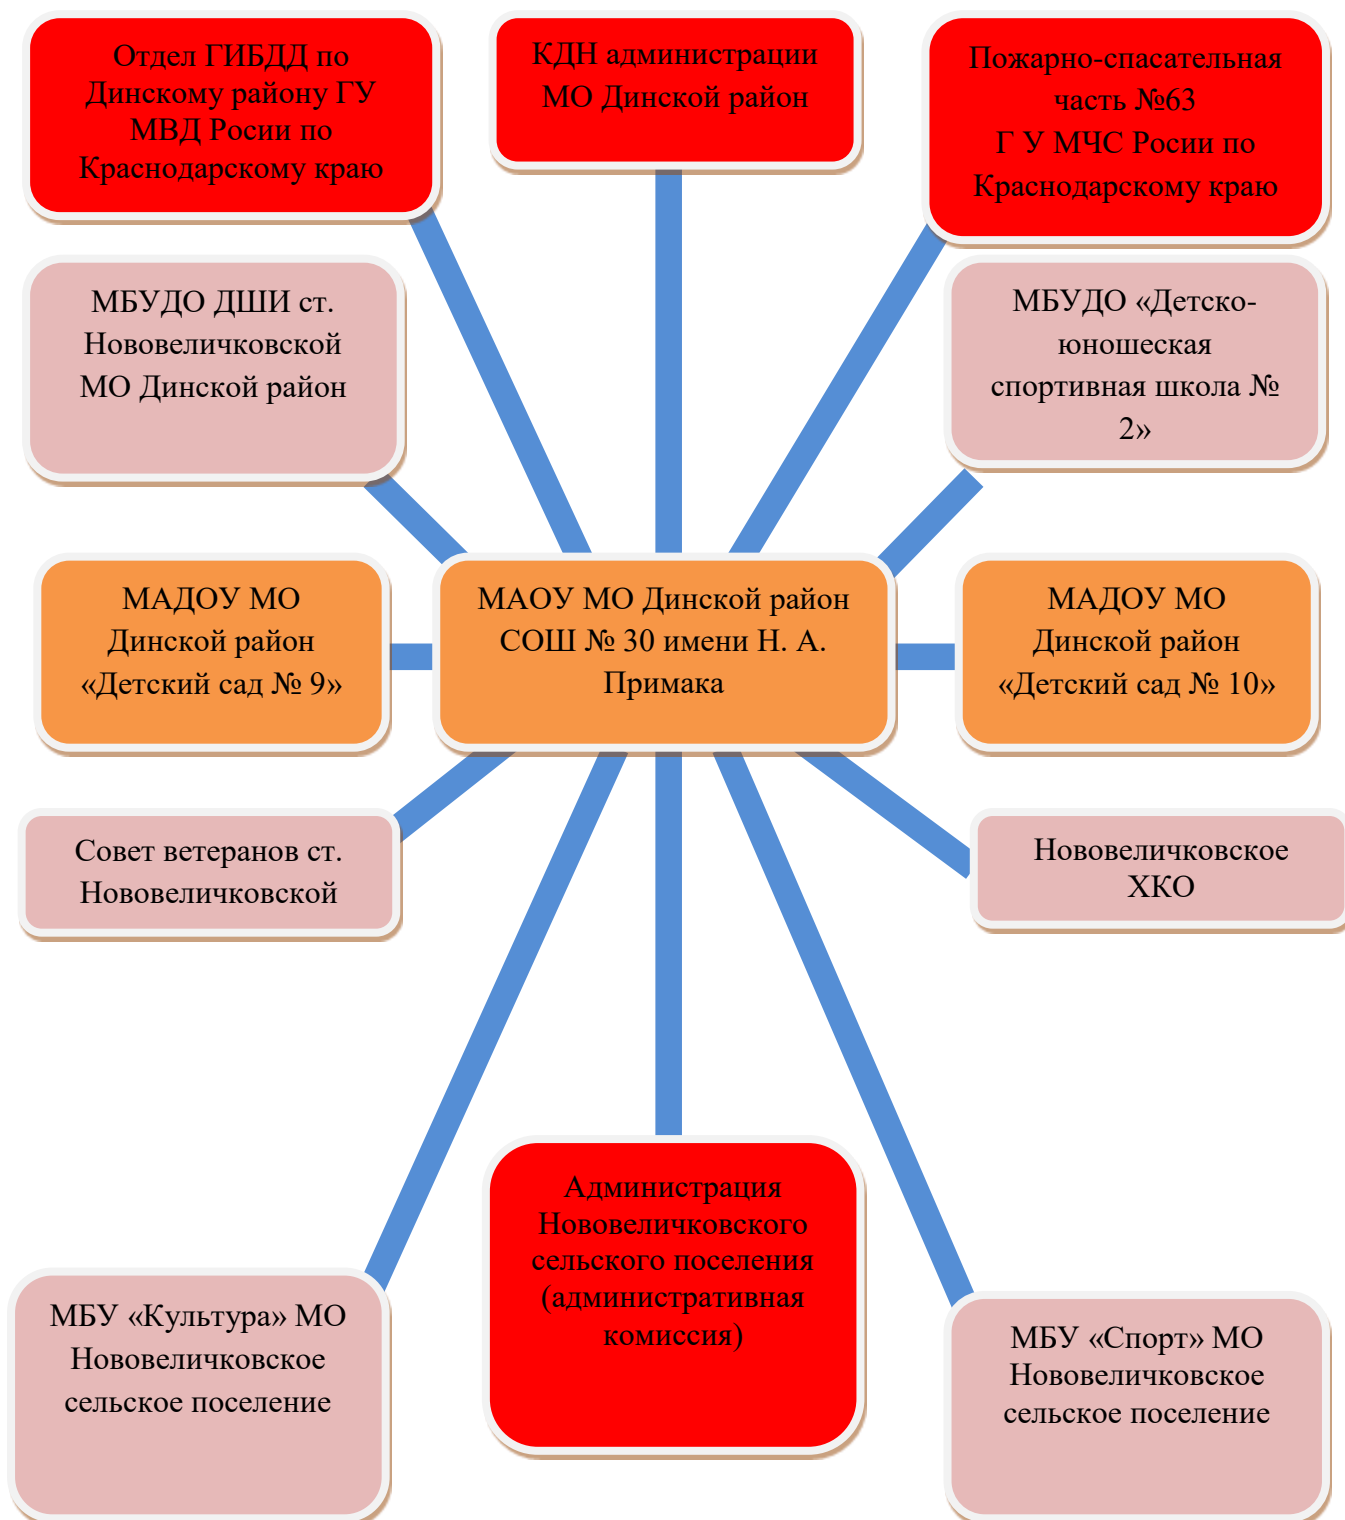 Отдел ГИБДД по
Динскому району ГУ
МВД Росии по
Краснодарскому краю
КДН администрации
МО Динской район
Пожарно-спасательная
часть №63
Г У МЧС Росии по
Краснодарскому краю
МБУДО ДШИ ст.
Нововеличковской
МО Динской район
МБУДО «Детско-
юношеская
спортивная школа №
2»
МАДОУ МО
Динской район
«Детский сад № 9»
МАОУ МО Динской район
СОШ № 30 имени Н. А.
Примака
МАДОУ МО
Динской район
«Детский сад № 10»
Совет ветеранов ст.
Нововеличковской
Нововеличковское
ХКО
Администрация
Нововеличковского
сельского поселения
(административная
комиссия)
МБУ «Культура» МО
Нововеличковское
сельское поселение
МБУ «Спорт» МО
Нововеличковское
сельское поселение